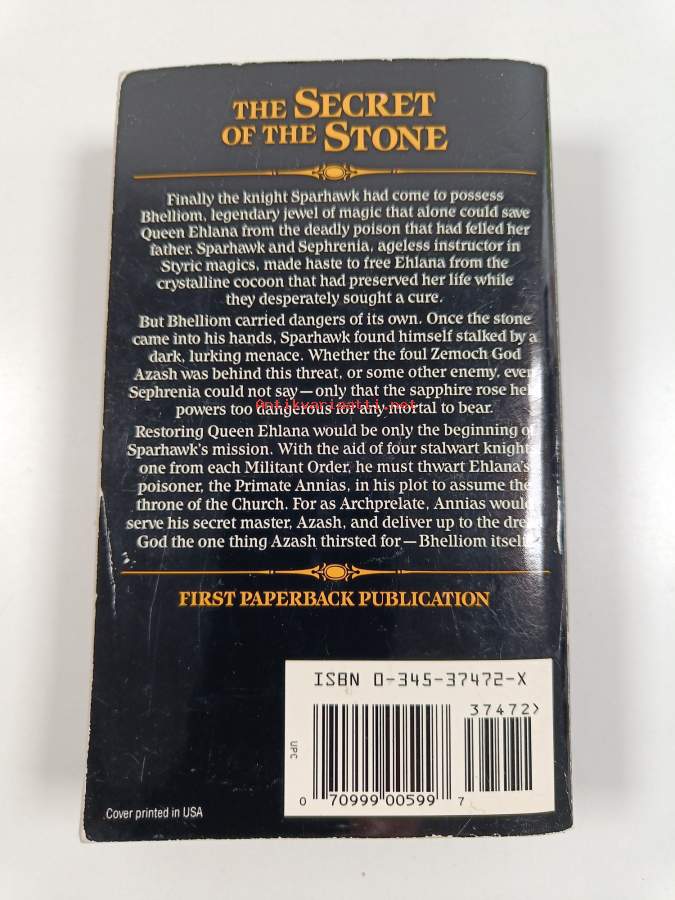 THE SECRET
OF THE STONE
Finally the knight Sparhawk had come to possess
Bhelliom, legendary jewel of magic that alone could save
Queen Ehlana from the deadly poison that had felled her
father. Sparhawk and Sephrenia, ageless instructor in
Styric magics, made haste to free Ehlana from the
crystalline cocoon that had preserved her life while
they desperately sought a cure.
But Bhelliom carried dangers of its own. Once the stone
came into his hands, Sparhawk found himself stalked by a
dark, lurking menace. Whether the foul Zemoch God
Azash was behind this threat, or some other enemy, even
Sephrenia could not say—only that the sapphire rose
powers too dangerous for any mortal to bear.
Antikvariaatti.net
Restoring Queen Ehlana would be only the beginning of
Sparhawk's mission. With the aid of four stalwart knights
one from each Militant Order, he must thwart Ehlana's
poisoner, the Primate Annias, in his plot to assume the
throne of the Church. For as Archprelate, Annias would
serve his secret master, Azash, and deliver up to the
God the one thing Azash thirsted for—Bhelliom itself
FIRST PAPERBACK PUBLICATION
ISBN 0-345-37472-X
37472>
UPC
0 70999 00599 7
Cover printed in USA